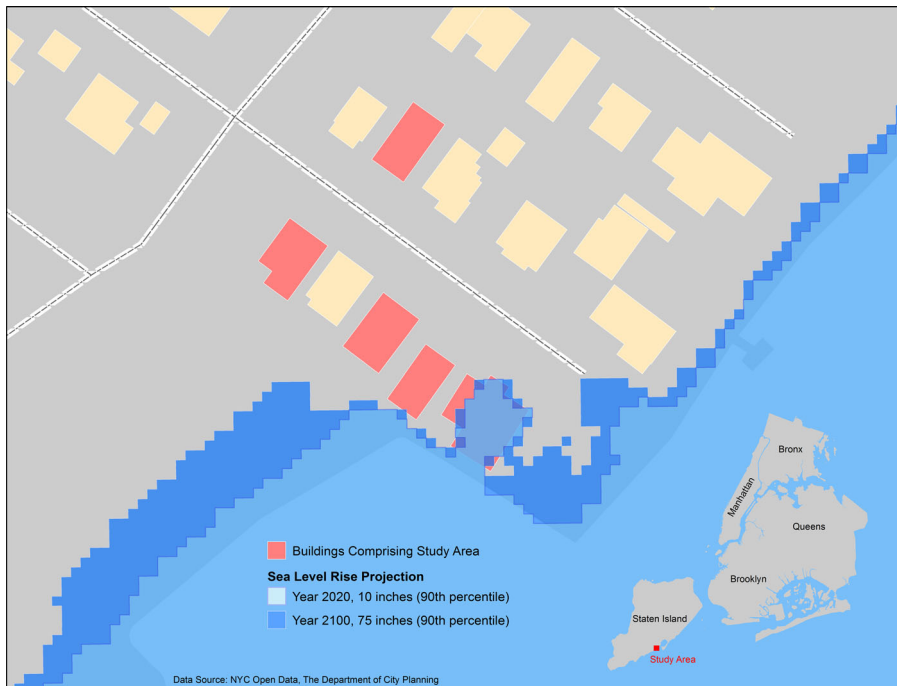 Buildings Comprising Study Area
Sea Level Rise Projection
Year 2020, 10 inches (90th percentile)
Year 2100, 75 inches (90th percentile)
Data Source: NYC Open Data, The Department of City Planning
Bronx
Manhattan
Queens
Brooklyn
Staten Island
Study Area